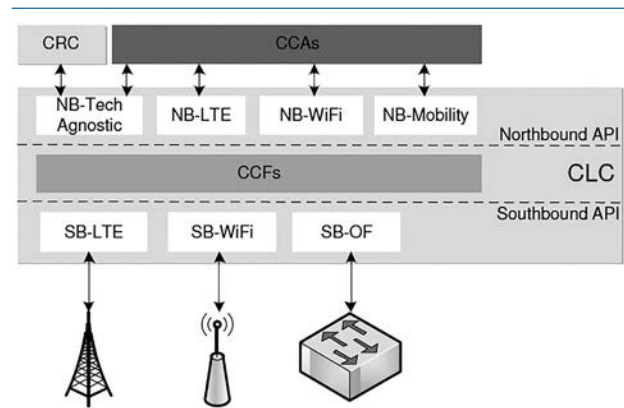 CRC
CCAs
NB-Tech
Agnostic
NB-LTE
NB-WiFi
NB-Mobility
Northbound API
CCFs
CLC
Southbound API
SB-LTE
SB-WiFi
SB-OF